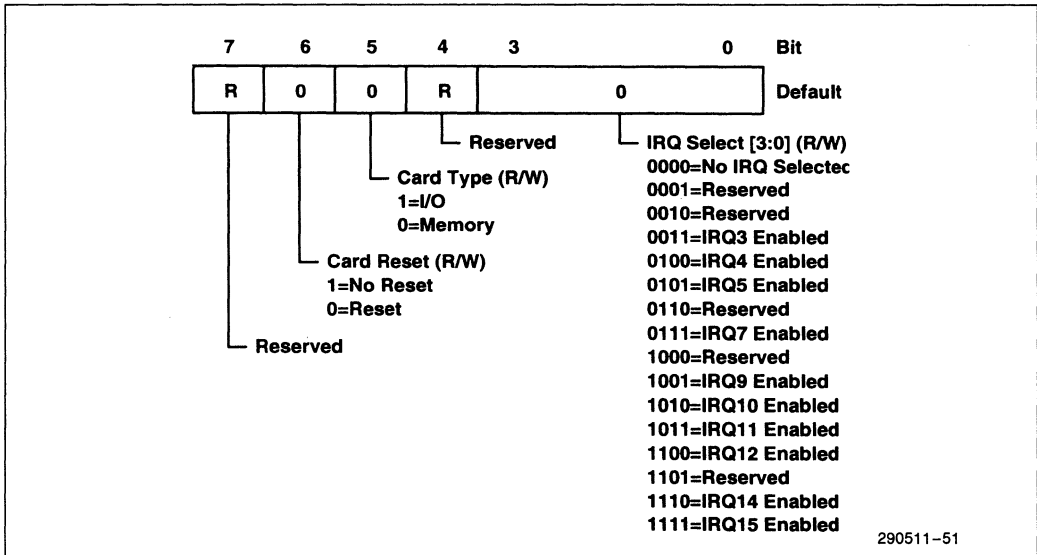 7 6 5 4 3 0 Bit
R 0 0 R 0 Default
Reserved
IRQ Select [3:0] (R/W)
0000=No IRQ Selected
0001=Reserved
0010=Reserved
0011=IRQ3 Enabled
0100=IRQ4 Enabled
0101=IRQ5 Enabled
0110=Reserved
0111=IRQ7 Enabled
1000=Reserved
1001=IRQ9 Enabled
1010=IRQ10 Enabled
1011=IRQ11 Enabled
1100=IRQ12 Enabled
1101=Reserved
1110=IRQ14 Enabled
1111=IRQ15 Enabled
Card Type (R/W)
1=I/O
0=Memory
Card Reset (R/W)
1=No Reset
0=Reset
Reserved
290511-51